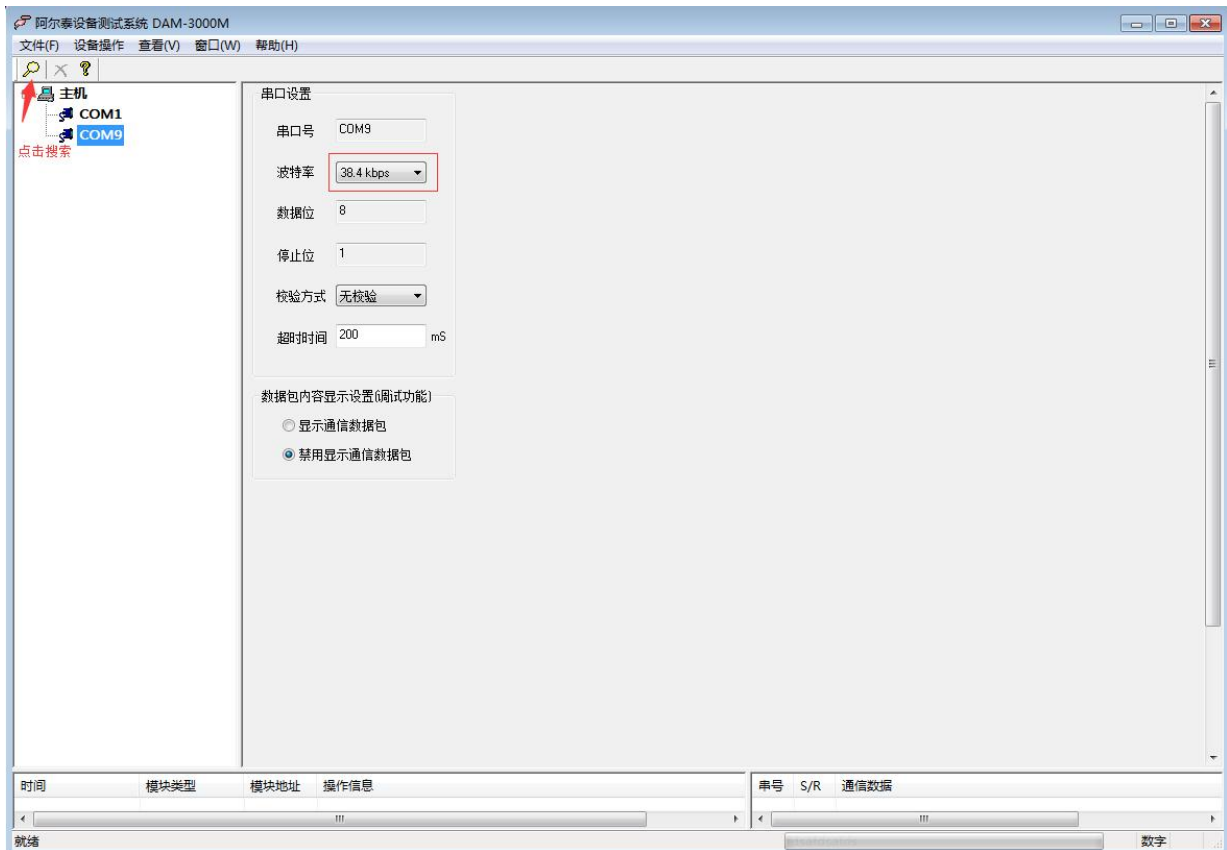 阿尔泰设备测试系统 DAM-3000M
文件(F) 设备操作 查看(V) 窗口(W) 帮助(H)
主机
COM1
COM9
点击搜索
串口设置
串口号 COM9
波特率 38.4 kbps
数据位 8
停止位 1
校验方式 无校验
超时时间 200 mS
数据包内容显示设置(调试功能)
显示通信数据包
禁用显示通信数据包
时间 模块类型 模块地址 操作信息
串号 S/R 通信数据
就绪
数字